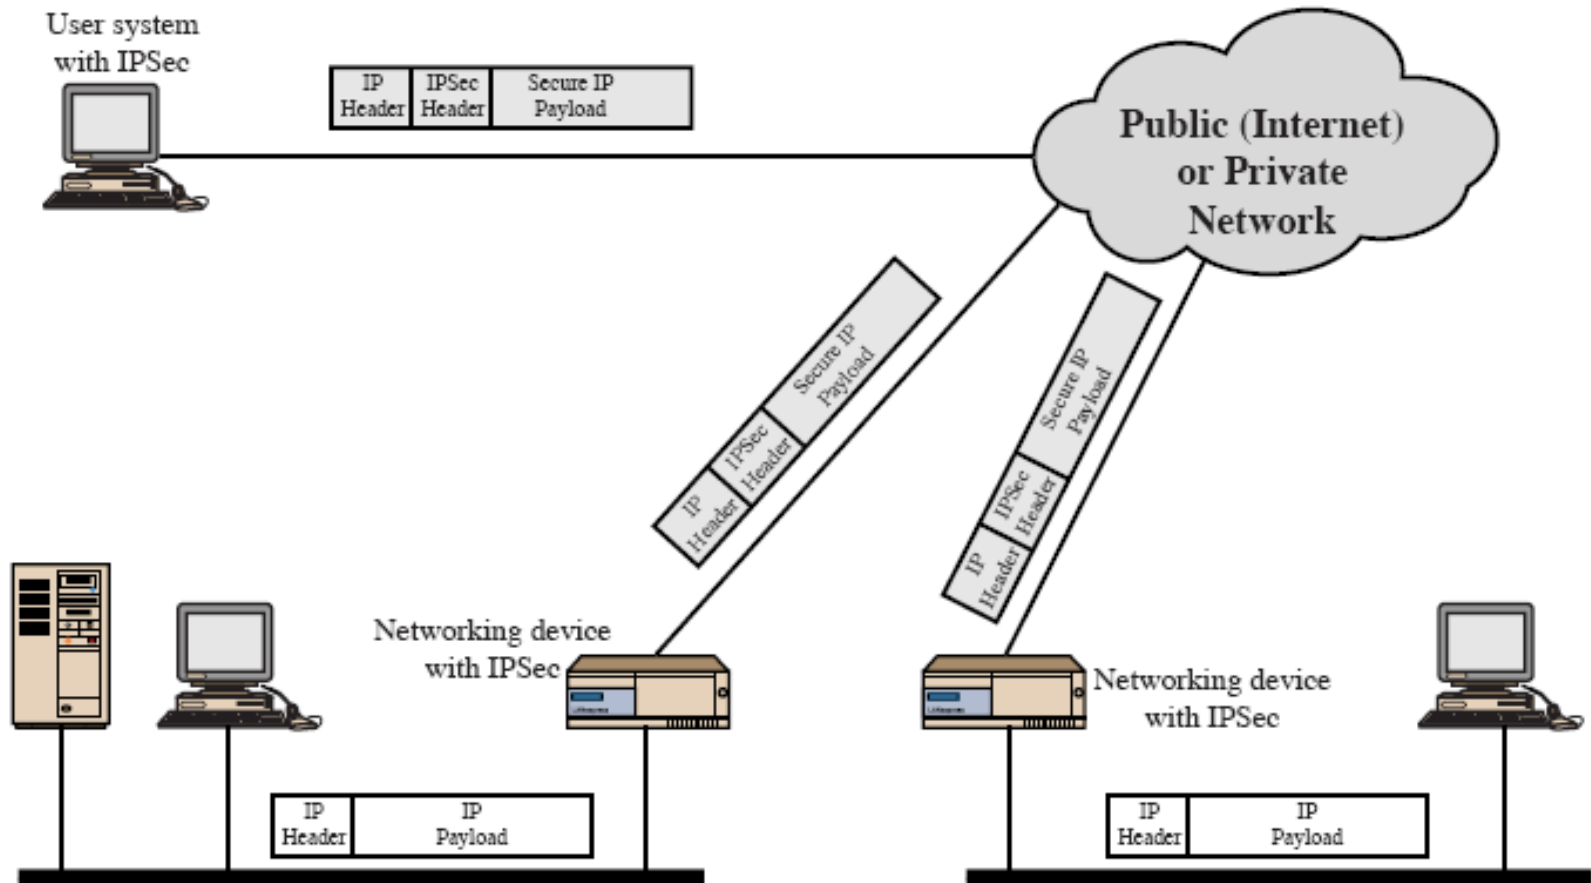 User system
with IPSec
IP
Header
IPSec
Header
Secure IP
Payload
Public (Internet)
or Private
Network
Secure IP
Payload
IPSec
Header
IP
Header
Secure IP
Payload
IPSec
Header
IP
Header
Networking device
with IPSec
Networking device
with IPSec
IP
Header
IP
Payload
IP
Header
IP
Payload